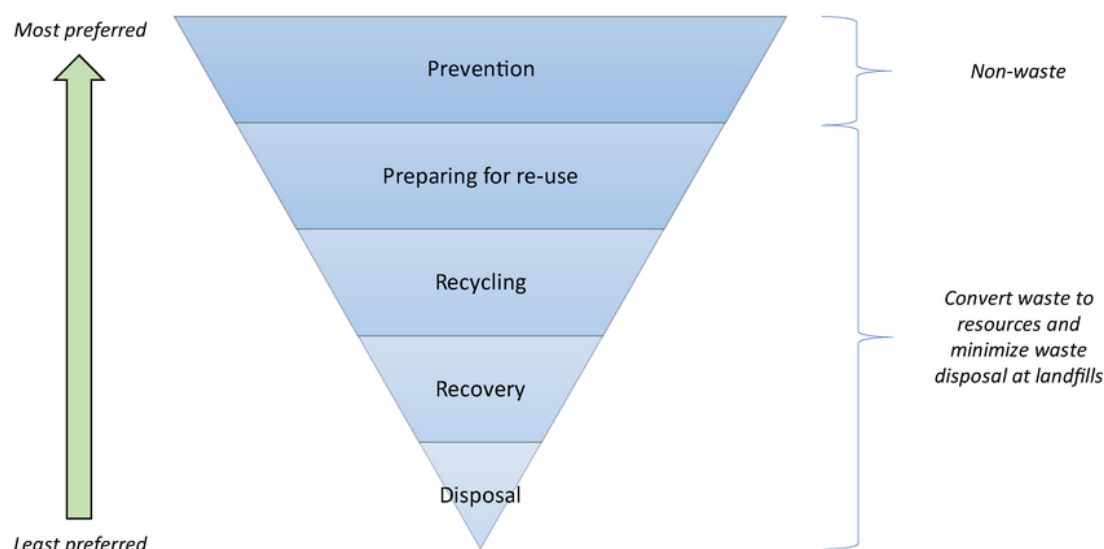 Most preferred
Prevention
Non-waste
Preparing for re-use
Recycling
Convert waste to
resources and
minimize waste
disposal at landfills
Recovery
Disposal
Least preferred